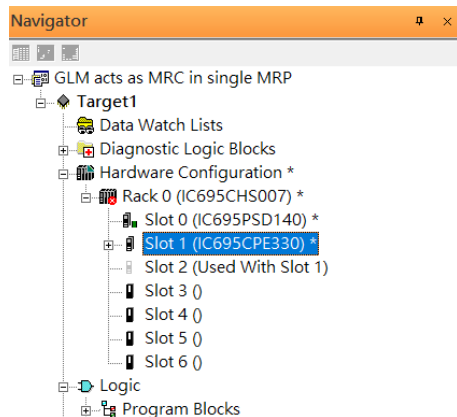 Navigator
GLM acts as MRC in single MRP
Target1
Data Watch Lists
Diagnostic Logic Blocks
Hardware Configuration *
Rack 0 (IC695CHS007) *
Slot 0 (IC695PSD140) *
Slot 1 (IC695CPE330) *
Slot 2 (Used With Slot 1)
Slot 3 ()
Slot 4 ()
Slot 5 ()
Slot 6 ()
Logic
Program Blocks